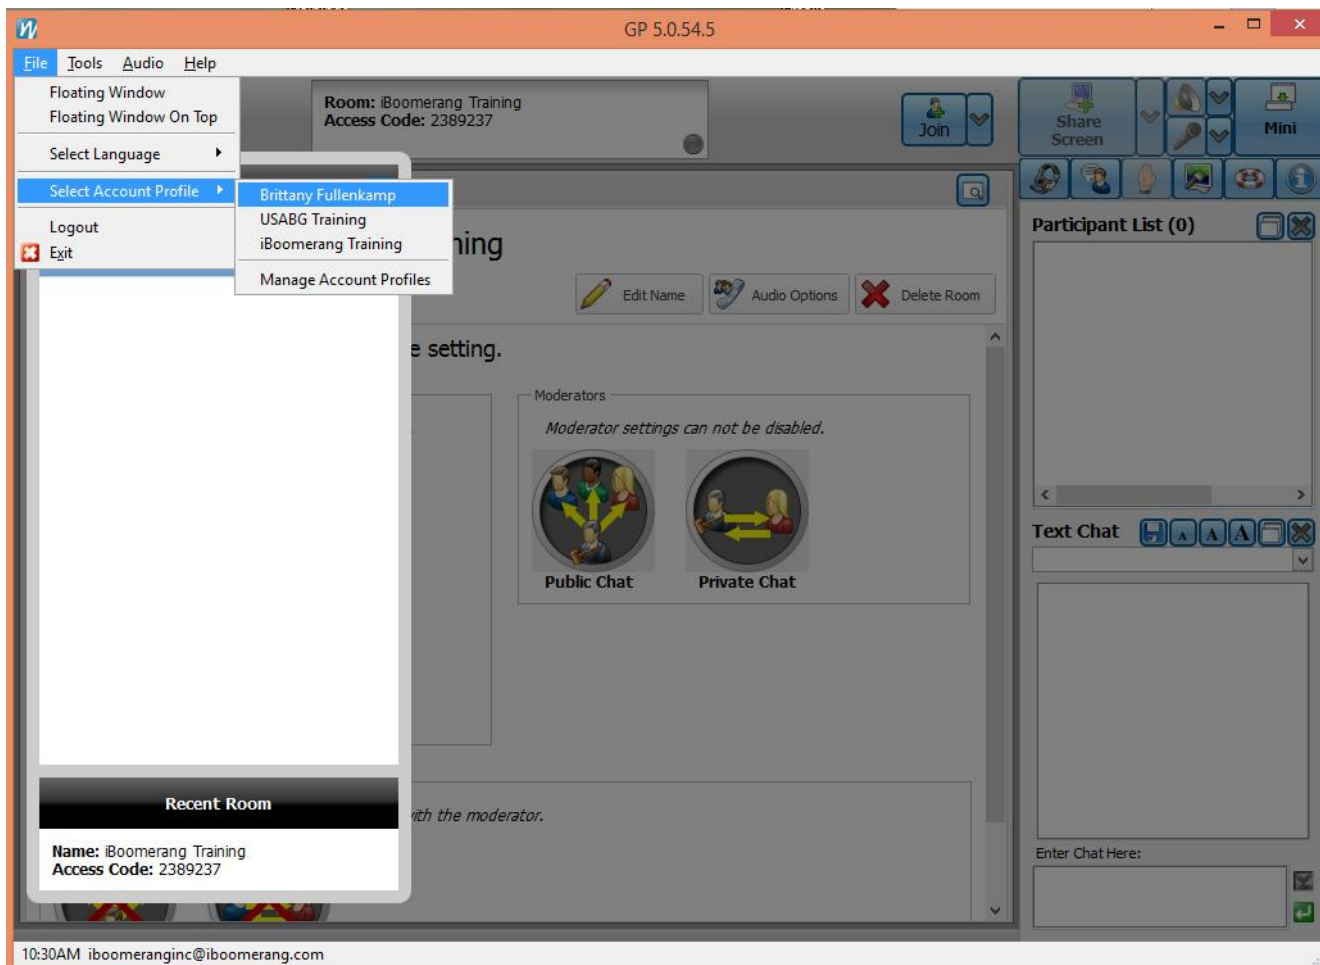 GP 5.0.54.5
File Tools Audio Help
Floating Window
Floating Window On Top
Select Language
Select Account Profile
Logout
Exit
Brittany Fullenkamp
USABG Training
iBoomerang Training
Manage Account Profiles
Room: iBoomerang Training
Access Code: 2389237
Join
Share
Screen
Mini
ning
Edit Name
Audio Options
Delete Room
e setting.
Moderators
Moderator settings can not be disabled.
Public Chat
Private Chat
Recent Room
Name: iBoomerang Training
Access Code: 2389237
with the moderator.
Participant List (0)
Text Chat
A A A
Enter Chat Here:
10:30AM iboomeranginc@iboomerang.com